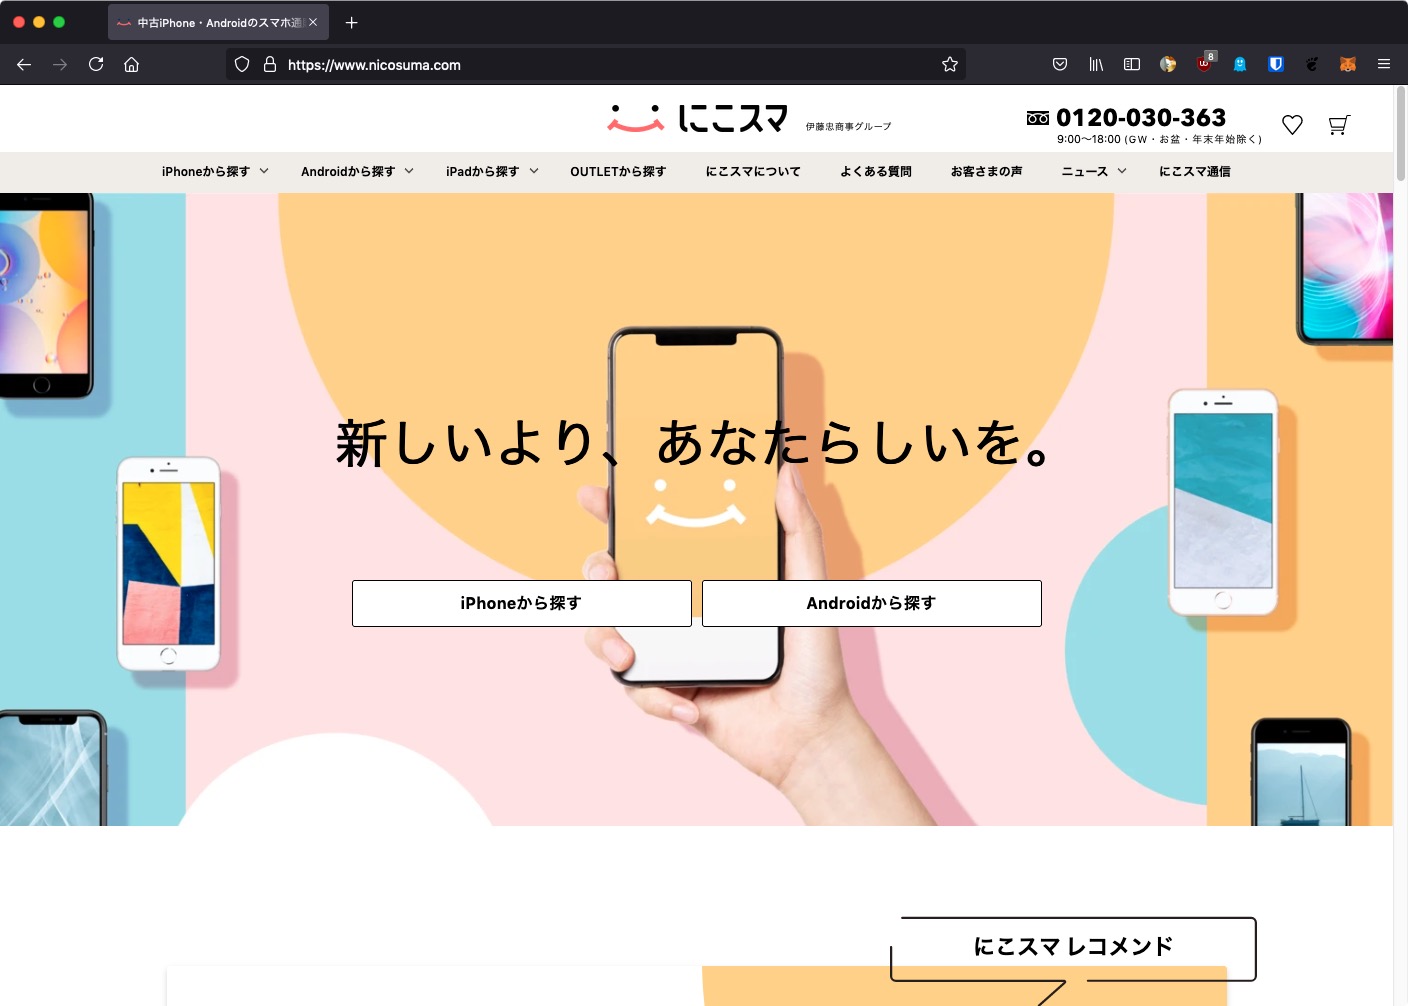 中古iPhone・Androidのスマホ通
https://www.nicosuma.com
8
にこスマ
伊藤忠商事グループ
0120-030-363
9:00〜18:00 (GW・お盆・年末年始除く)
iPhoneから探す
Androidから探す
iPadから探す
OUTLETから探す
にこスマについて
よくある質問
お客さまの声
ニュース
にこスマ通信
新しいより、あなたらしいを。
iPhoneから探す
Androidから探す
にこスマ レコメンド